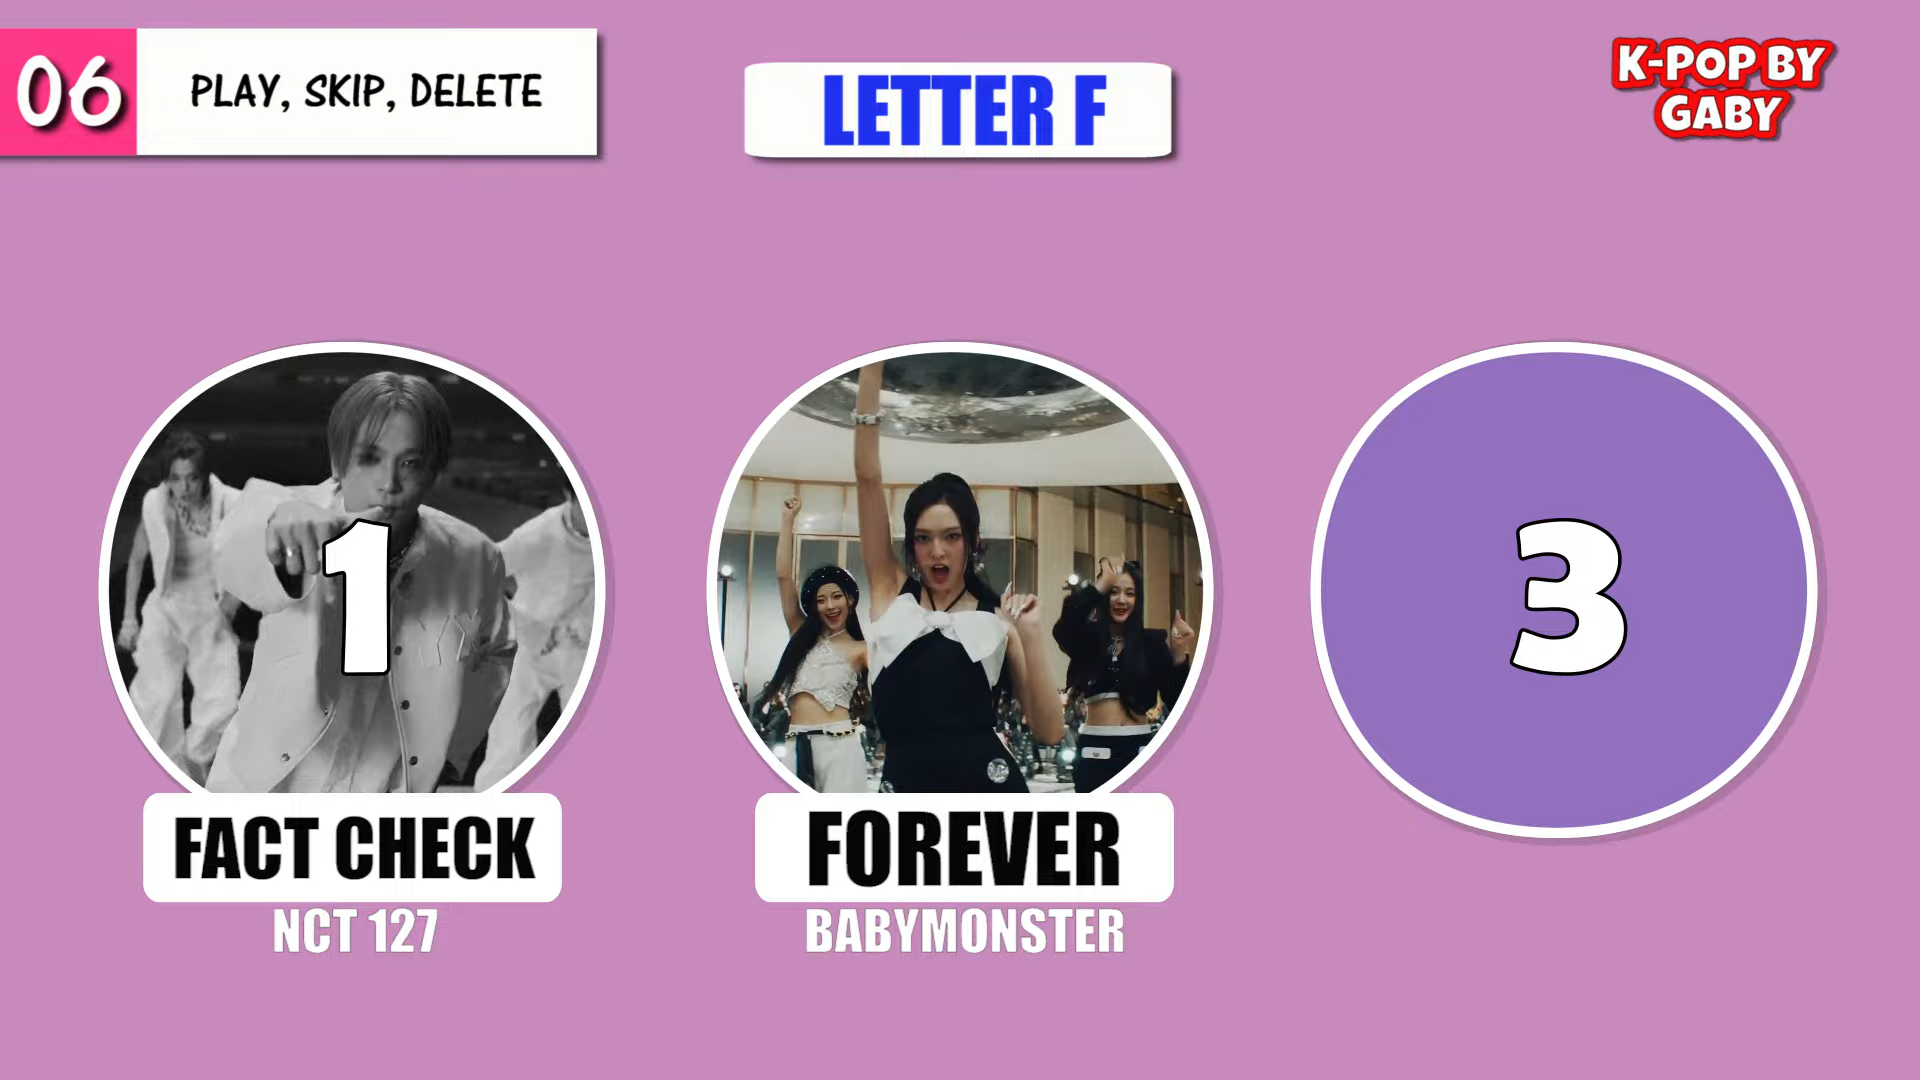 06
PLAY, SKIP, DELETE
LETTER F
K-POP BY
GABY
1
3
FACT CHECK
NCT 127
FOREVER
BABYMONSTER